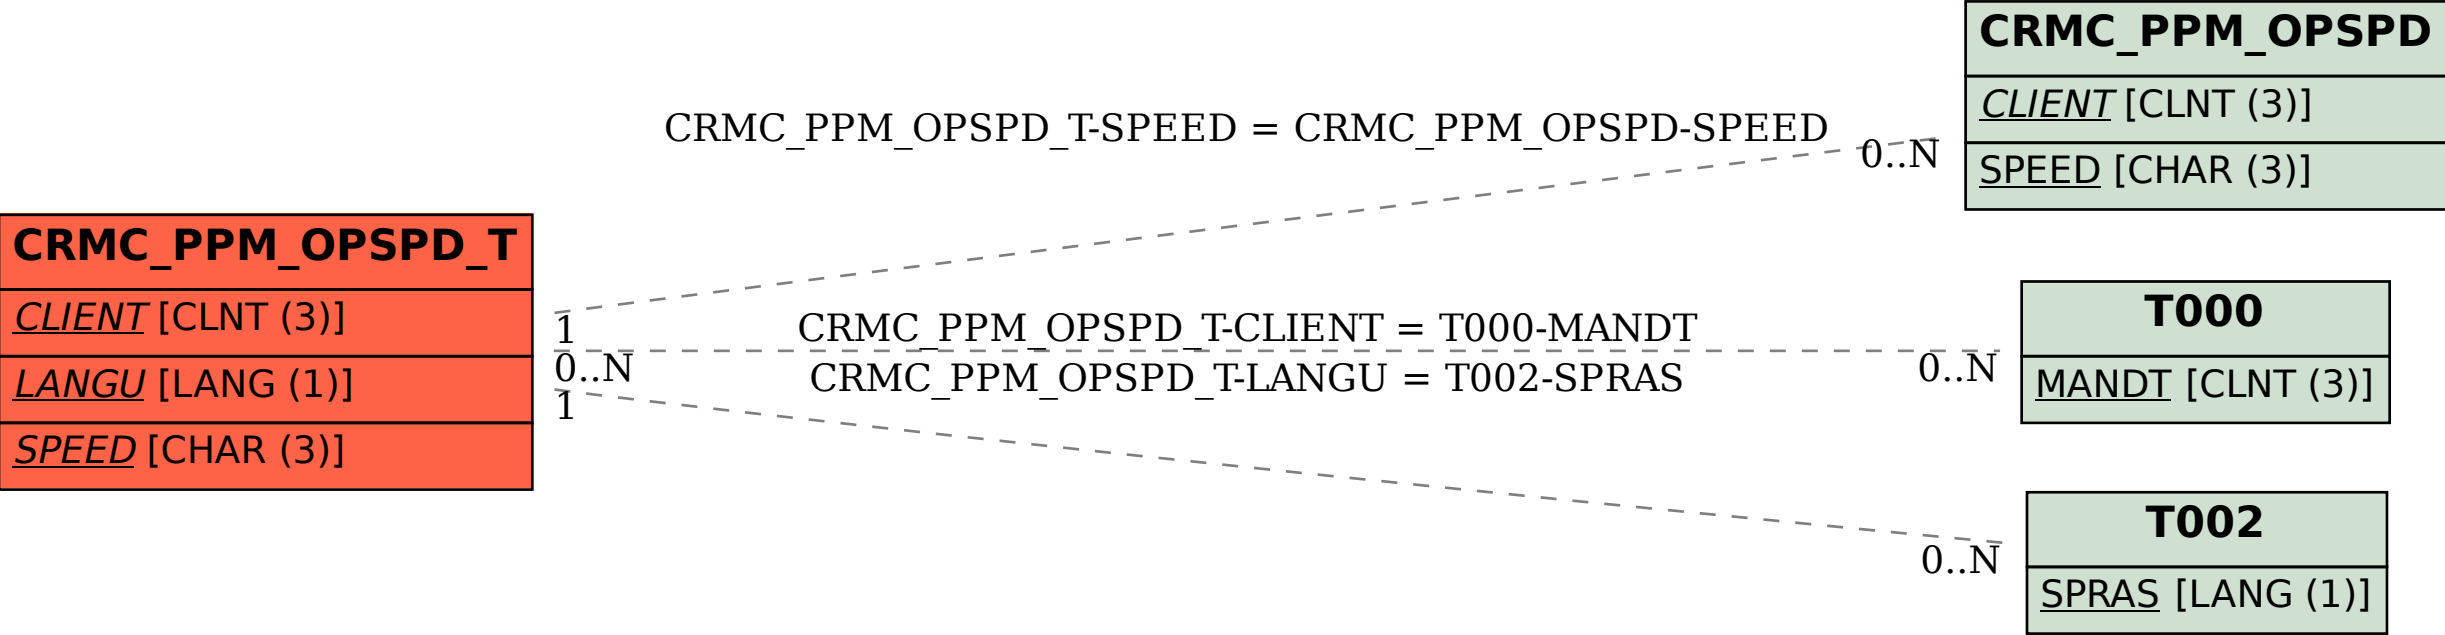 CRMC_PPM_OPSPD_T
CLIENT [CLNT (3)]
LANGU [LANG (1)]
SPEED [CHAR (3)]
CRMC_PPM_OPSPD_T-SPEED = CRMC_PPM_OPSPD-SPEED
0..N
1
CRMC_PPM_OPSPD_T-CLIENT = T000-MANDT
0..N
0..N
CRMC_PPM_OPSPD_T-LANGU = T002-SPRAS
1
0..N
CRMC_PPM_OPSPD
CLIENT [CLNT (3)]
SPEED [CHAR (3)]
T000
MANDT [CLNT (3)]
T002
SPRAS [LANG (1)]